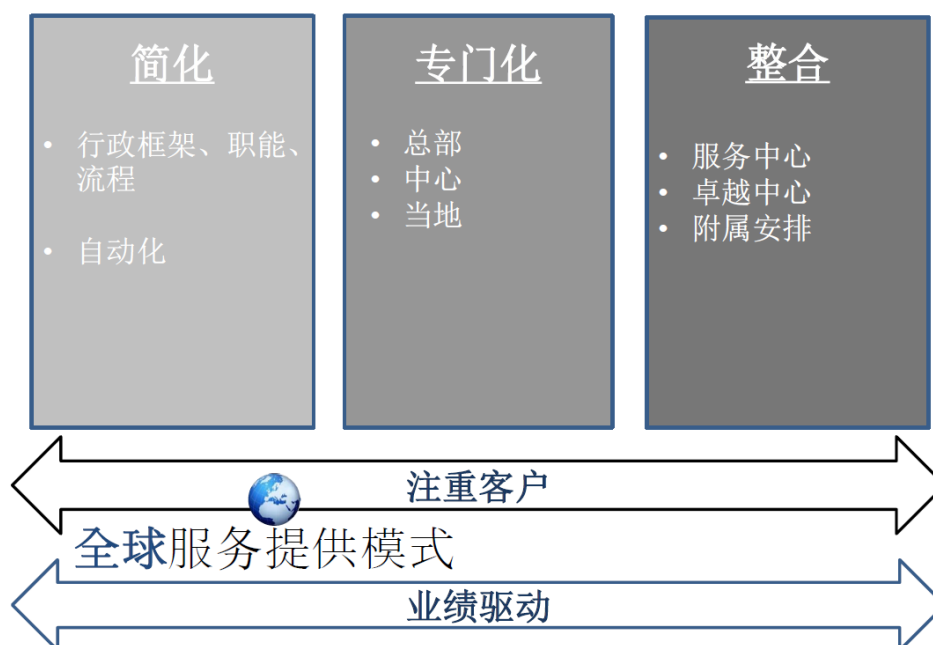 简化
• 行政框架、职能、
流程
• 自动化
专门化
• 总部
• 中心
• 当地
整合
• 服务中心
• 卓越中心
• 附属安排
注重客户
全球服务提供模式
业绩驱动